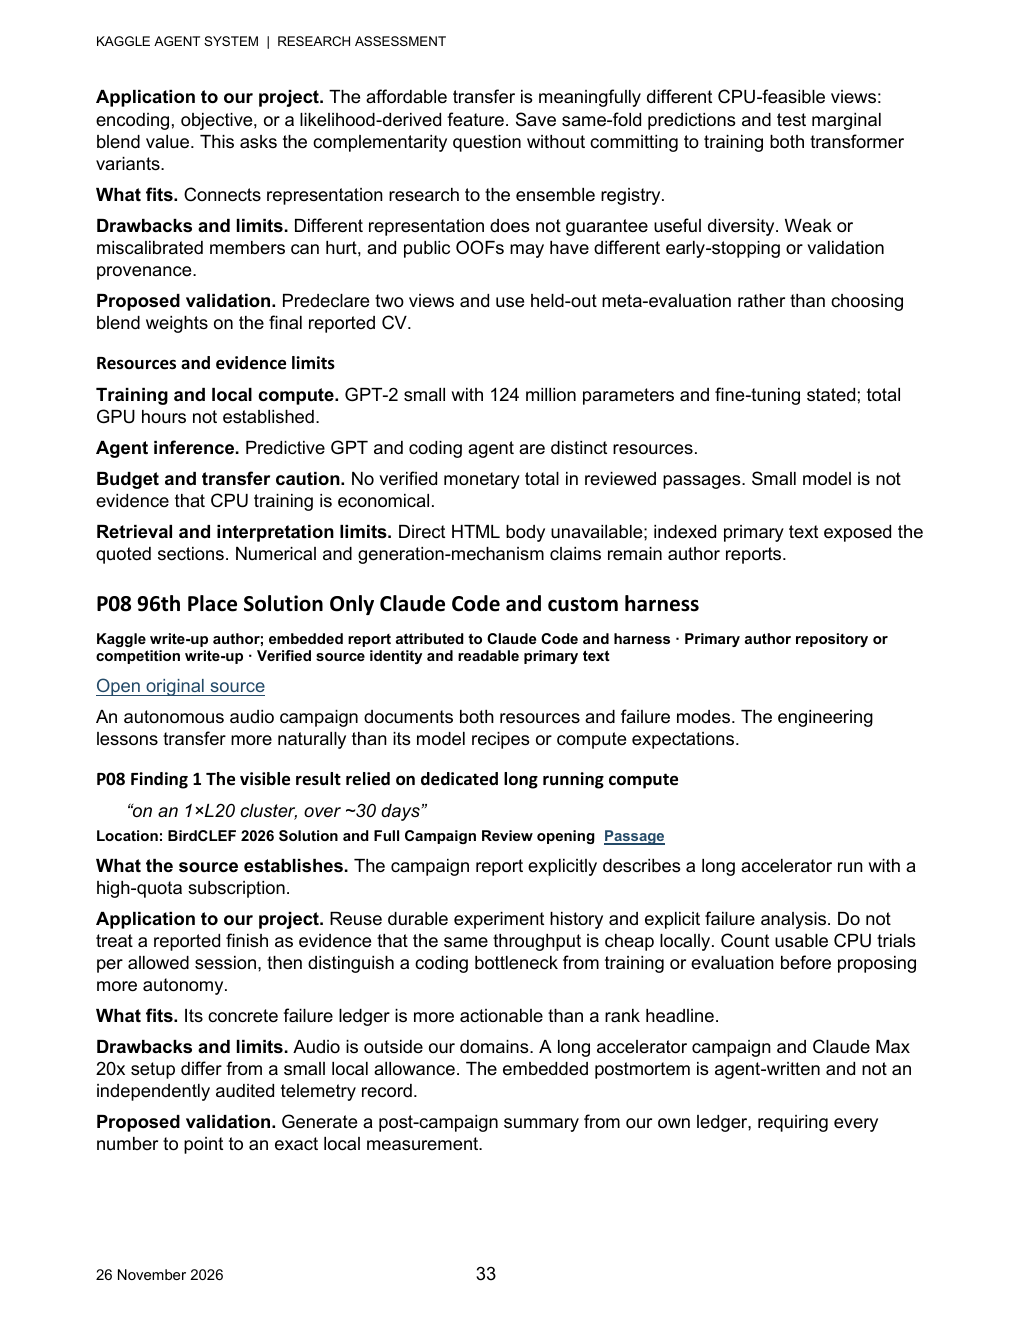 KAGGLE AGENT SYSTEM | RESEARCH ASSESSMENT
Application to our project. The affordable transfer is meaningfully different CPU-feasible views:
encoding, objective, or a likelihood-derived feature. Save same-fold predictions and test marginal
blend value. This asks the complementarity question without committing to training both transformer
variants.
What fits. Connects representation research to the ensemble registry.
Drawbacks and limits. Different representation does not guarantee useful diversity. Weak or
miscalibrated members can hurt, and public OOFs may have different early-stopping or validation
provenance.
Proposed validation. Predeclare two views and use held-out meta-evaluation rather than choosing
blend weights on the final reported CV.
Resources and evidence limits
Training and local compute. GPT-2 small with 124 million parameters and fine-tuning stated; total
GPU hours not established.
Agent inference. Predictive GPT and coding agent are distinct resources.
Budget and transfer caution. No verified monetary total in reviewed passages. Small model is not
evidence that CPU training is economical.
Retrieval and interpretation limits. Direct HTML body unavailable; indexed primary text exposed the
quoted sections. Numerical and generation-mechanism claims remain author reports.
P08 96th Place Solution Only Claude Code and custom harness
Kaggle write-up author; embedded report attributed to Claude Code and harness · Primary author repository or
competition write-up · Verified source identity and readable primary text
Open original source
An autonomous audio campaign documents both resources and failure modes. The engineering
lessons transfer more naturally than its model recipes or compute expectations.
P08 Finding 1 The visible result relied on dedicated long running compute
“on an 1×L20 cluster, over ~30 days”
Location: BirdCLEF 2026 Solution and Full Campaign Review opening Passage
What the source establishes. The campaign report explicitly describes a long accelerator run with a
high-quota subscription.
Application to our project. Reuse durable experiment history and explicit failure analysis. Do not
treat a reported finish as evidence that the same throughput is cheap locally. Count usable CPU trials
per allowed session, then distinguish a coding bottleneck from training or evaluation before proposing
more autonomy.
What fits. Its concrete failure ledger is more actionable than a rank headline.
Drawbacks and limits. Audio is outside our domains. A long accelerator campaign and Claude Max
20x setup differ from a small local allowance. The embedded postmortem is agent-written and not an
independently audited telemetry record.
Proposed validation. Generate a post-campaign summary from our own ledger, requiring every
number to point to an exact local measurement.
26 November 2026 33